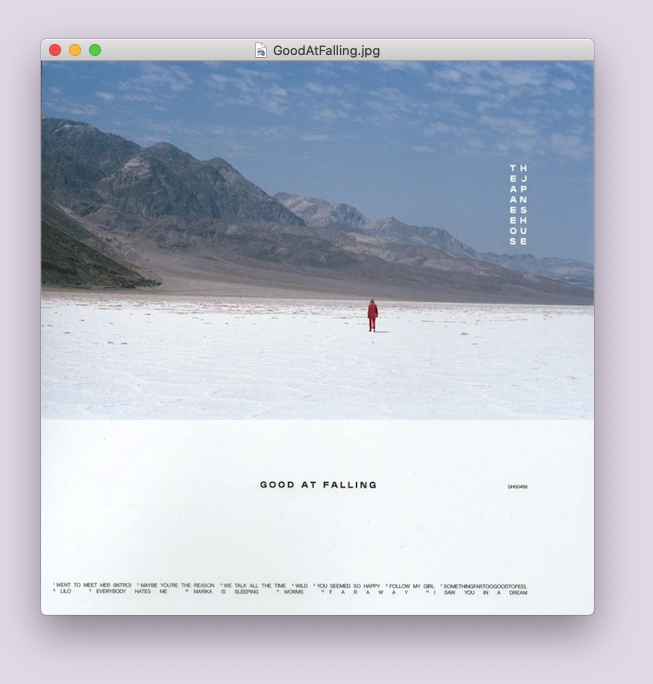 GoodAtFalling.jpg
T H
E J
A P
A N
E S
E H
O U
S E
GOOD AT FALLING
DH00458
1 WENT TO MEET HER (INTRO) 2 MAYBE YOU'RE THE REASON 3 WE TALK ALL THE TIME 4 WILD 5 YOU SEEMED SO HAPPY 6 FOLLOW MY GIRL 7 SOMETHINGFARTOOGOODTOFEEL
8 LILO 9 EVERYBODY HATES ME 10 MARIKA IS SLEEPING 11 WORMS 12 F A R A W A Y 13 I SAW YOU IN A DREAM